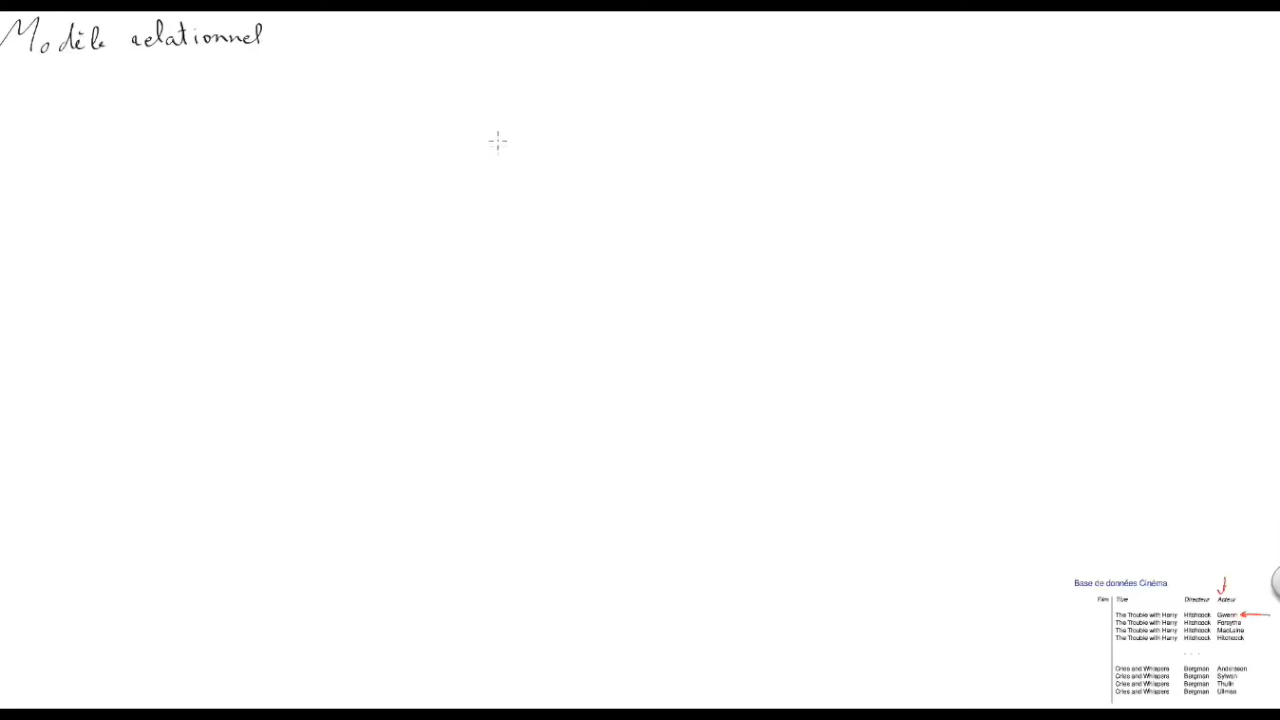 Modèle relationnel
Base de données Cinéma
Film Titre Directeur Acteur
The Trouble with Harry Hitchcock Gwenn
The Trouble with Harry Hitchcock Forsythe
The Trouble with Harry Hitchcock MacLaine
The Trouble with Harry Hitchcock Hitchcock
. . .
Cries and Whispers Bergman Andersson
Cries and Whispers Bergman Sylwan
Cries and Whispers Bergman Thulin
Cries and Whispers Bergman Ullman